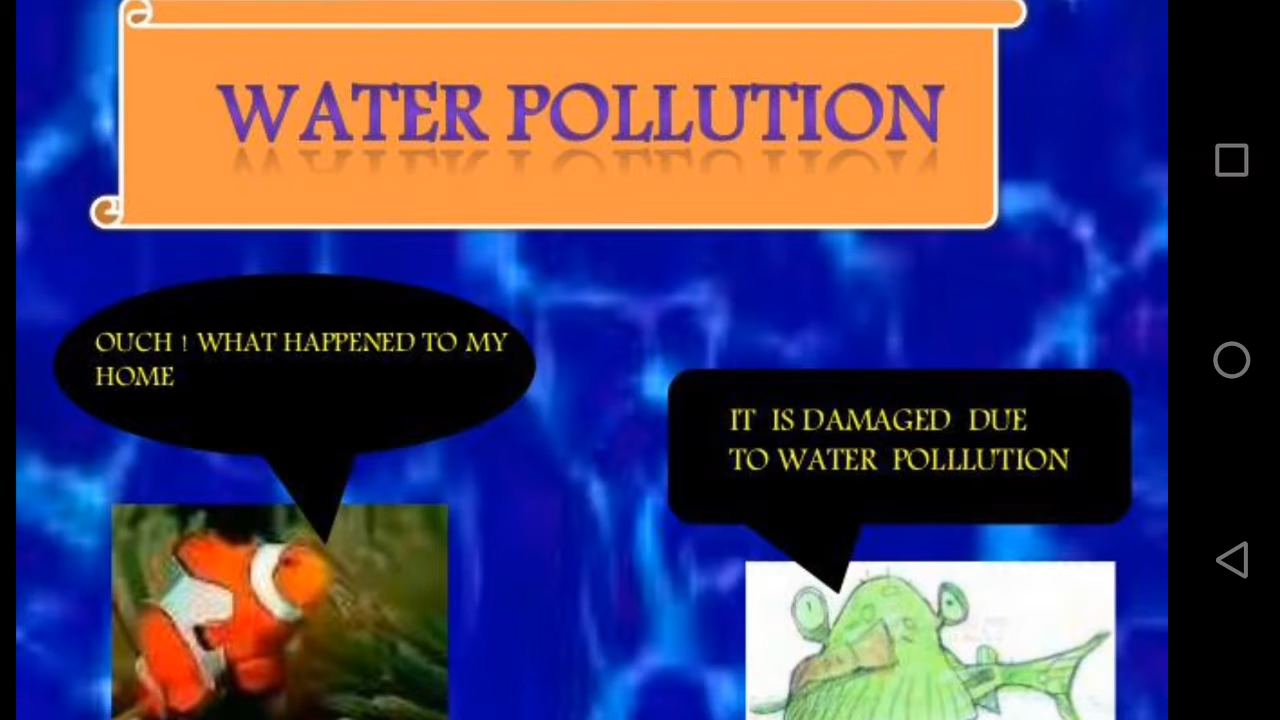 WATER POLLUTION
OUCH ! WHAT HAPPENED TO MY
HOME
IT IS DAMAGED DUE
TO WATER POLLLUTION